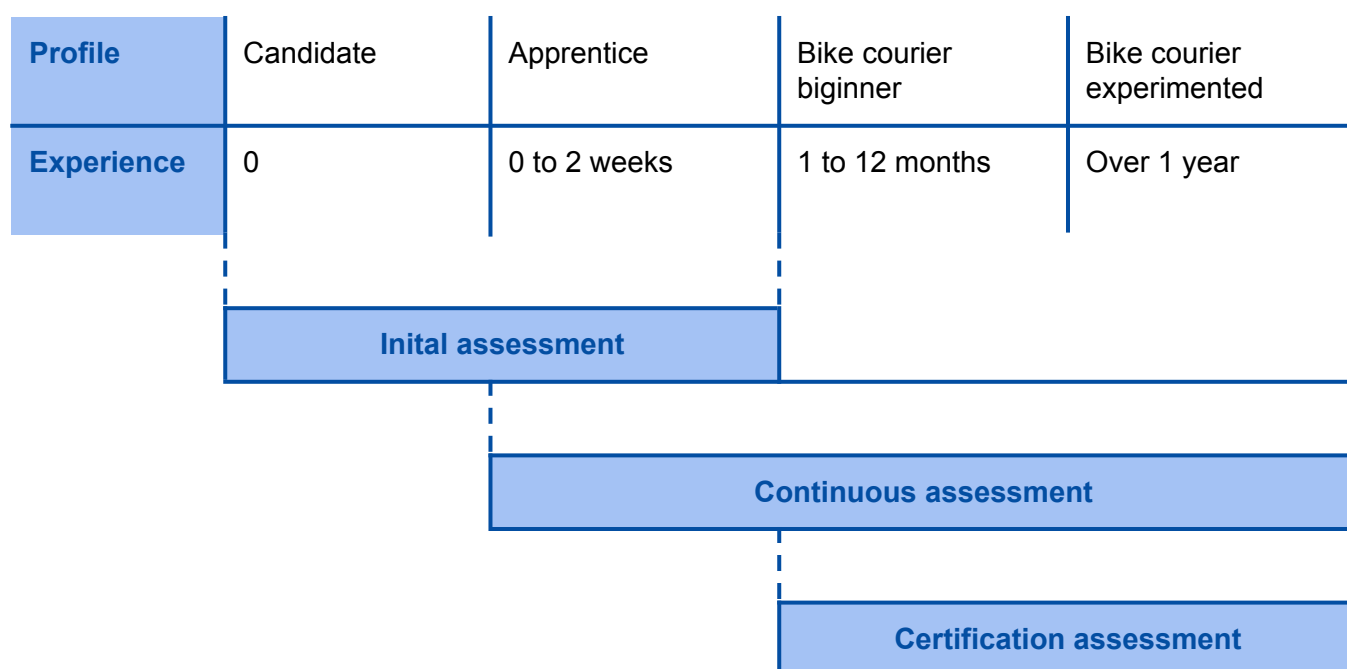 Profile
Candidate
Apprentice
Bike courier
biginner
Bike courier
experimented
Experience
0
0 to 2 weeks
1 to 12 months
Over 1 year
Inital assessment
Continuous assessment
Certification assessment